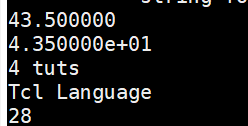 43.500000
4.350000e+01
4 tuts
Tcl Language
28